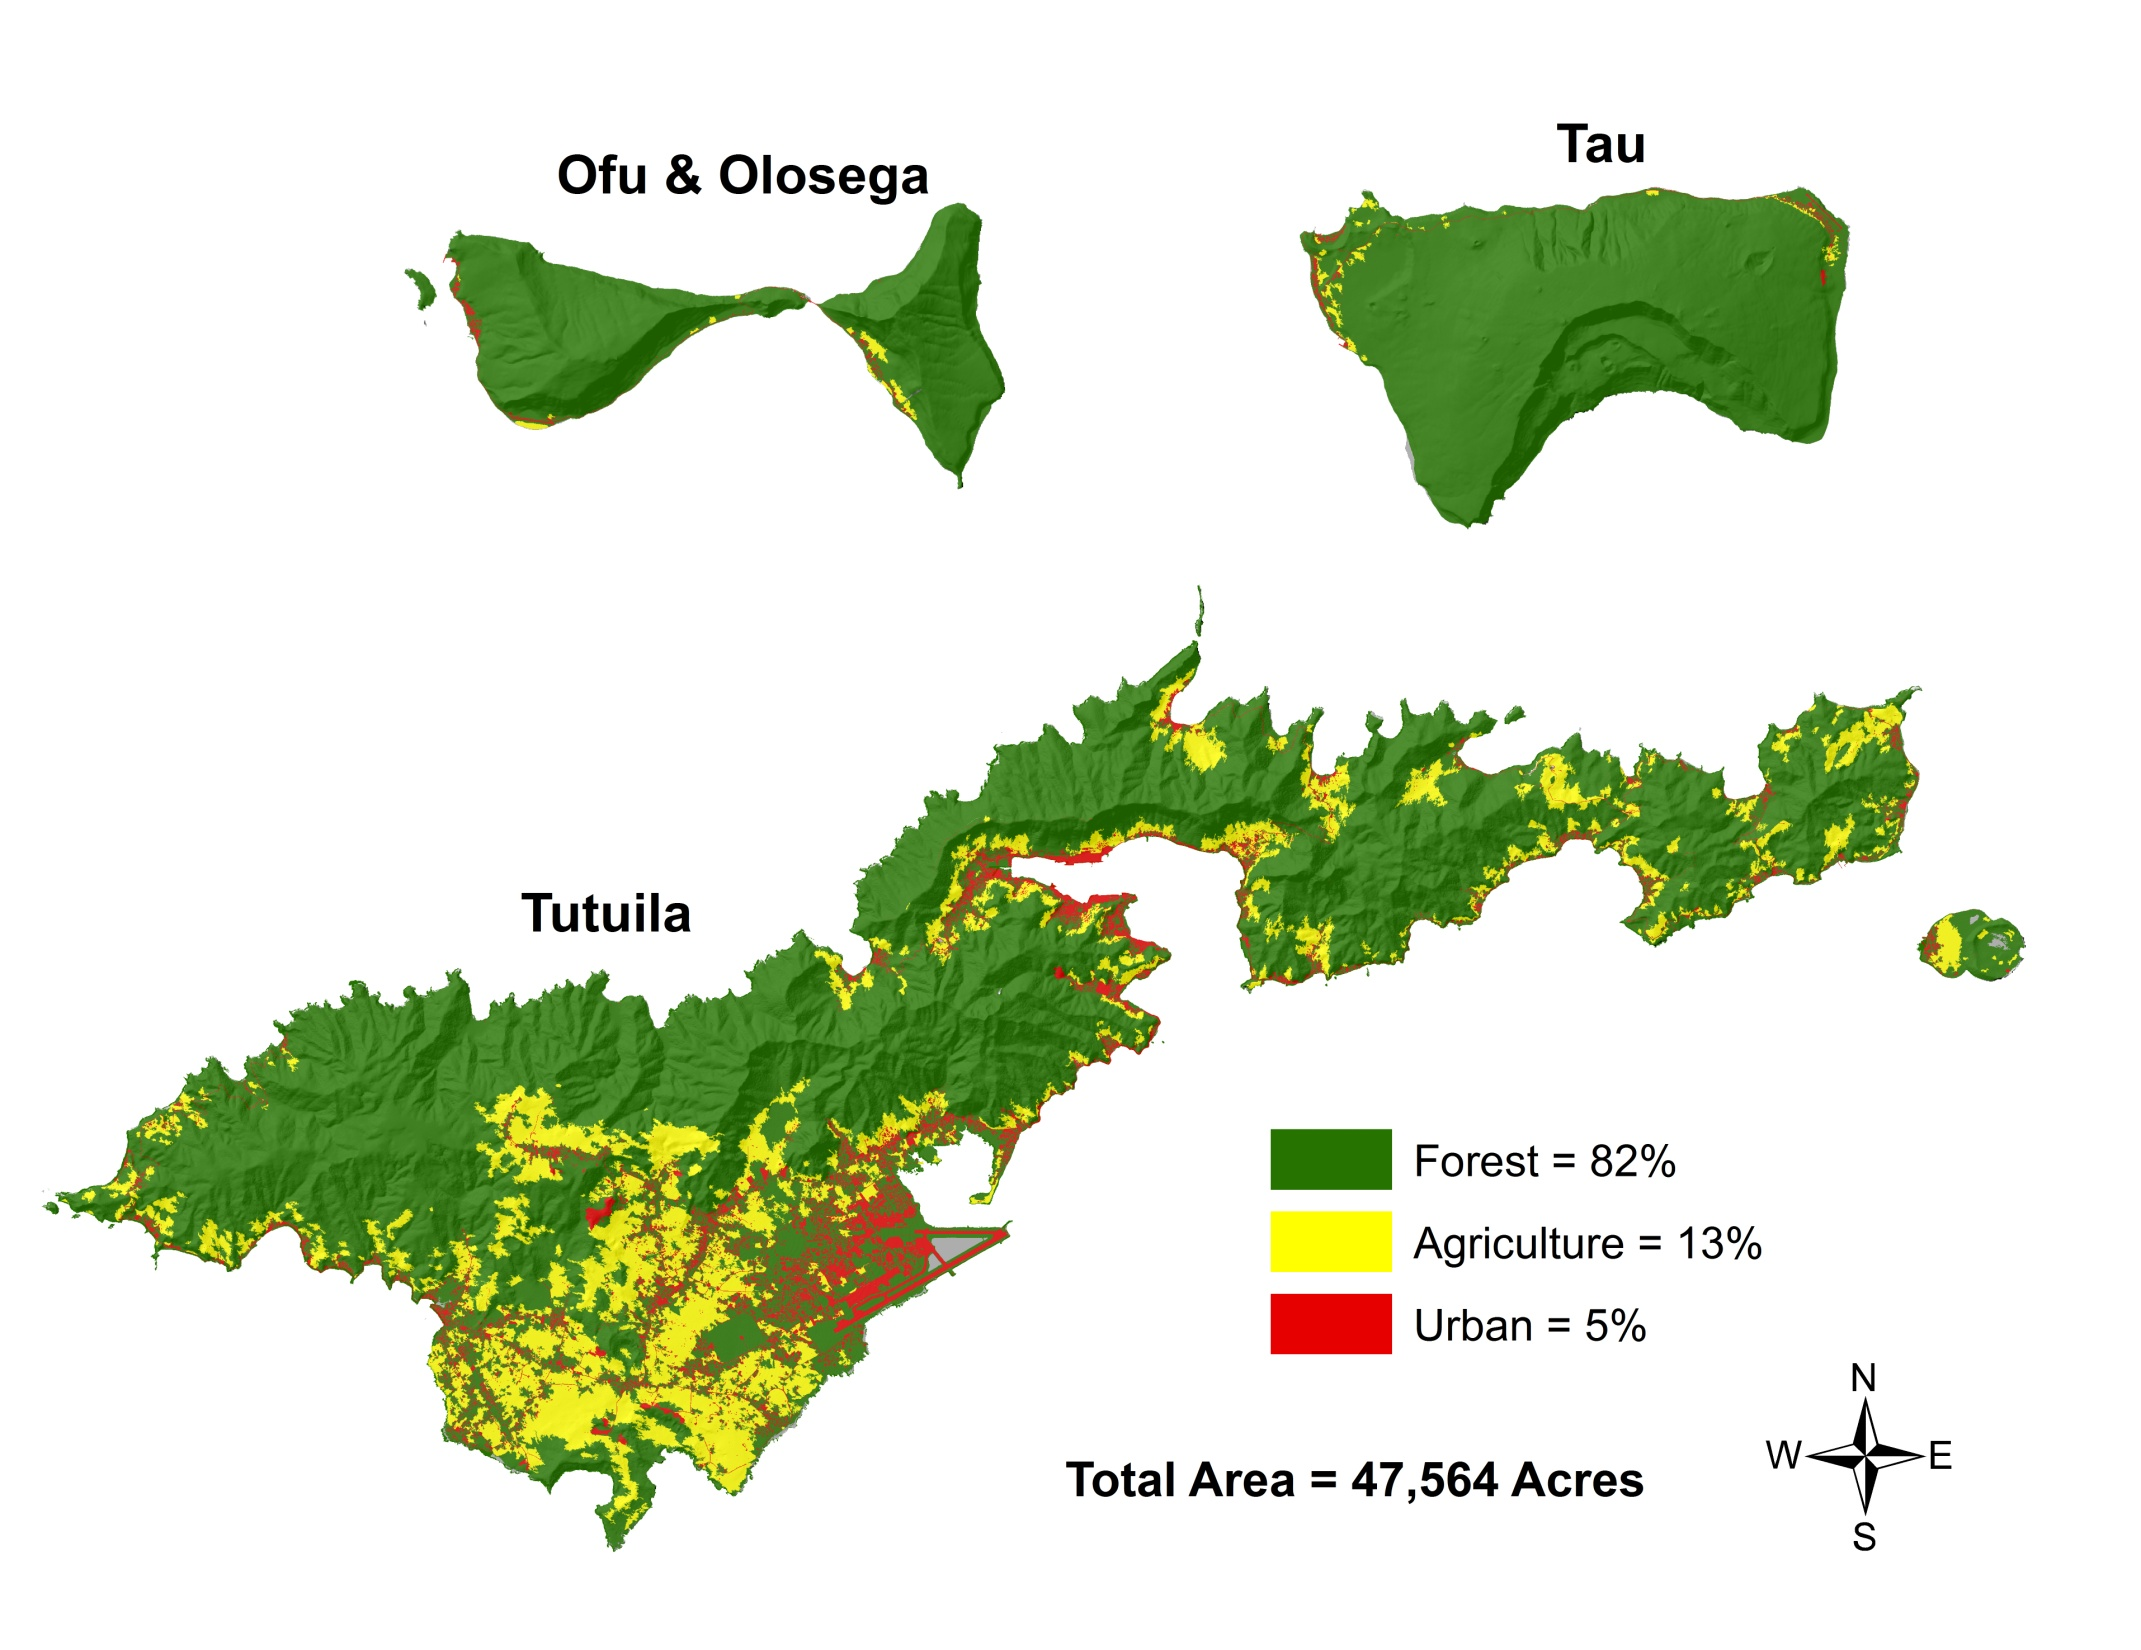 Ofu & Olosega
Tau
Tutuila
Forest = 82%
Agriculture = 13%
Urban = 5%
Total Area = 47,564 Acres
N
W E
S